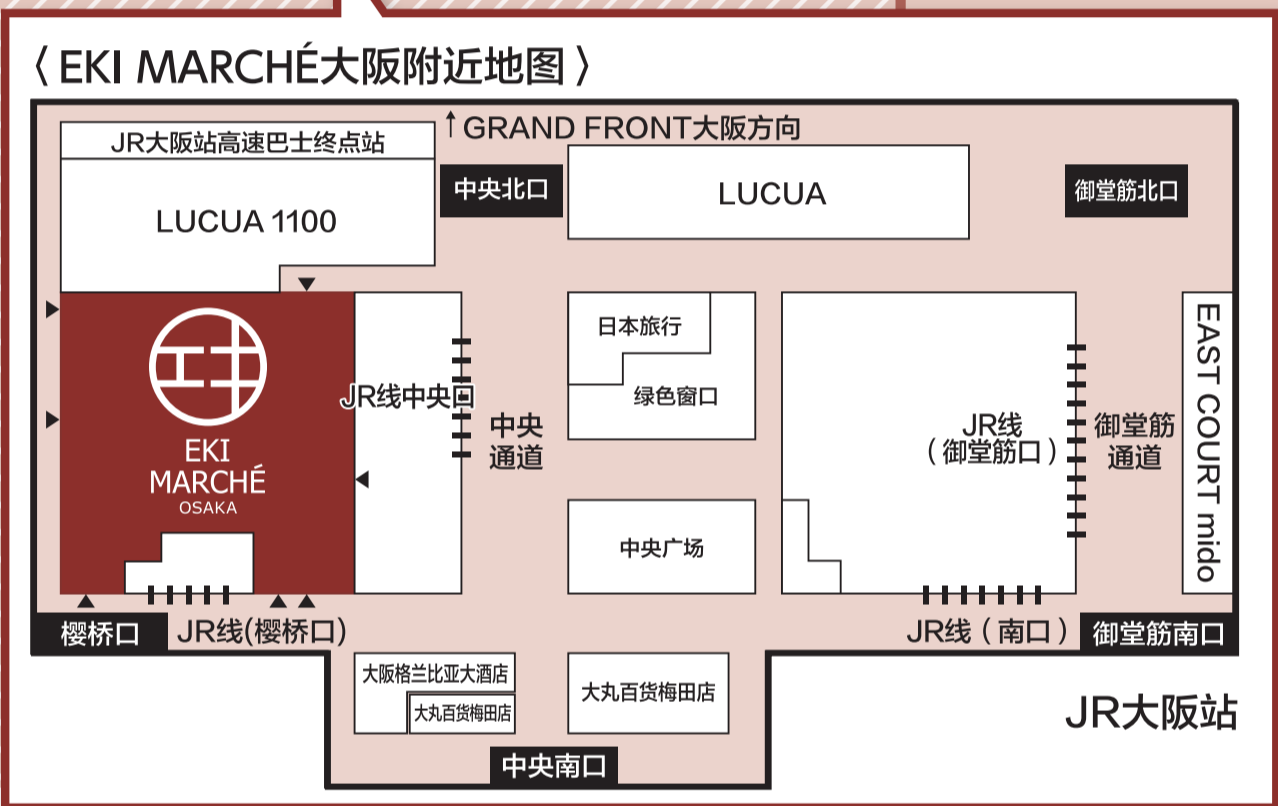 〈 EKI MARCHÉ大阪附近地图 〉
JR大阪站高速巴士终点站
↑GRAND FRONT大阪方向
LUCUA 1100
中央北口
LUCUA
御堂筋北口
EKI
MARCHÉ
OSAKA
JR线中央口
中央
通道
日本旅行
绿色窗口
中央广场
JR线
（御堂筋口）
御堂筋
通道
EAST COURT mido
樱桥口
JR线(樱桥口)
JR线（南口）
御堂筋南口
大阪格兰比亚大酒店
大丸百货梅田店
大丸百货梅田店
中央南口
JR大阪站